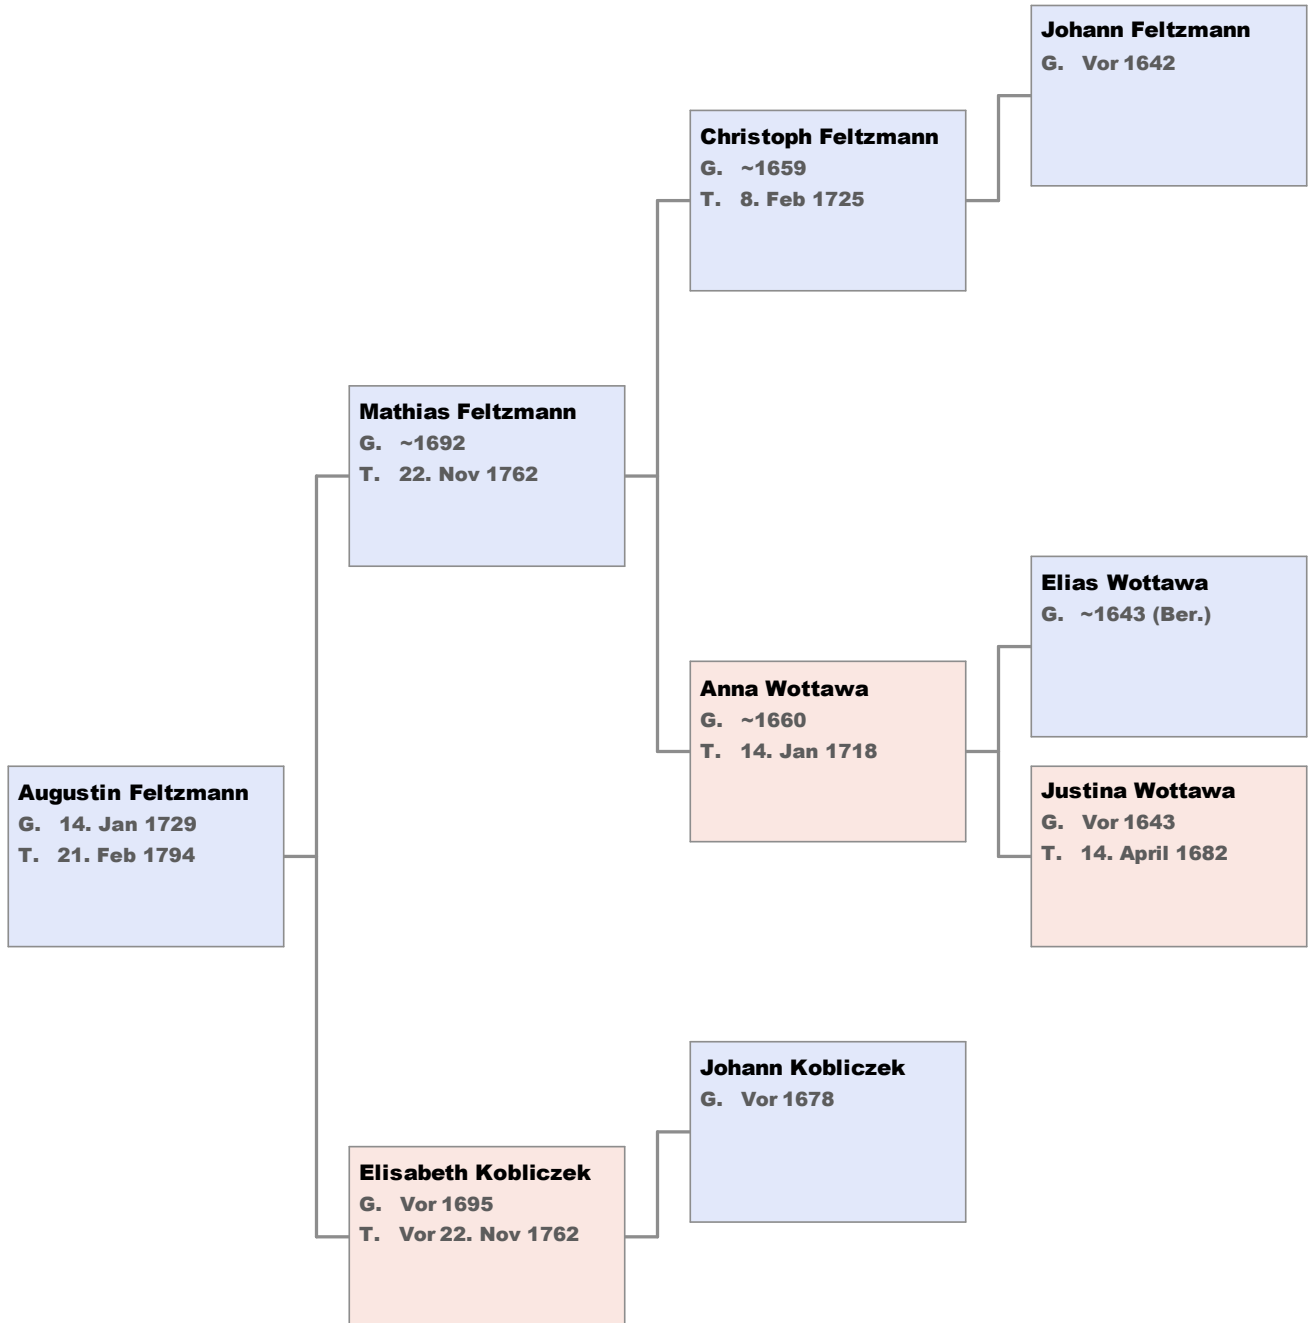 Johann Feltzmann
G. Vor 1642
Christoph Feltzmann
G. ~1659
T. 8. Feb 1725
Mathias Feltzmann
G. ~1692
T. 22. Nov 1762
Elias Wottawa
G. ~1643 (Ber.)
Anna Wottawa
G. ~1660
T. 14. Jan 1718
Justina Wottawa
G. Vor 1643
T. 14. April 1682
Augustin Feltzmann
G. 14. Jan 1729
T. 21. Feb 1794
Johann Kobliczek
G. Vor 1678
Elisabeth Kobliczek
G. Vor 1695
T. Vor 22. Nov 1762